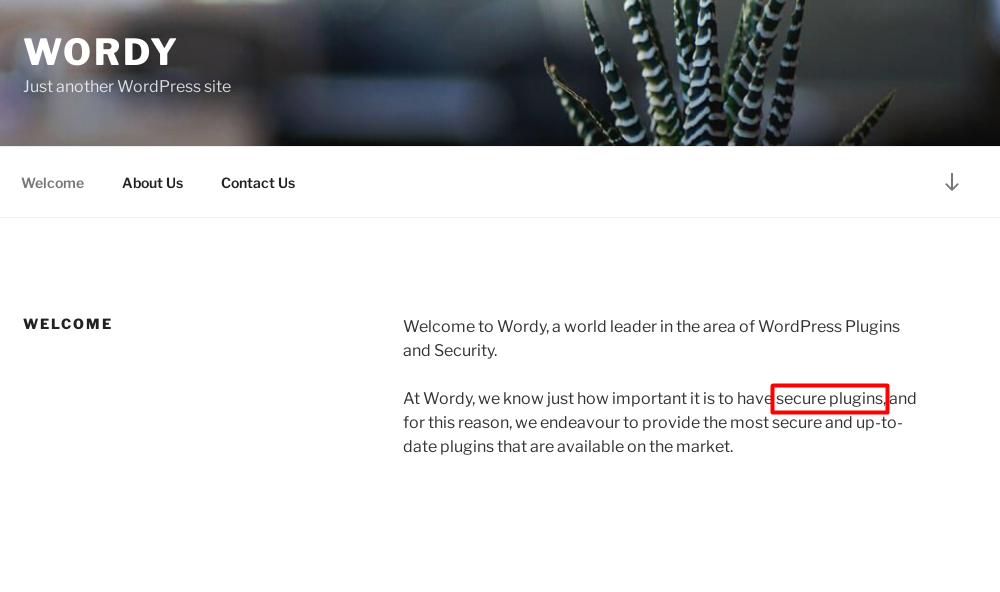 WORDY
Just another WordPress site
Welcome
About Us
Contact Us
WELCOME
Welcome to Wordy, a world leader in the area of WordPress Plugins
and Security.
At Wordy, we know just how important it is to have secure plugins, and
for this reason, we endeavour to provide the most secure and up-to-
date plugins that are available on the market.